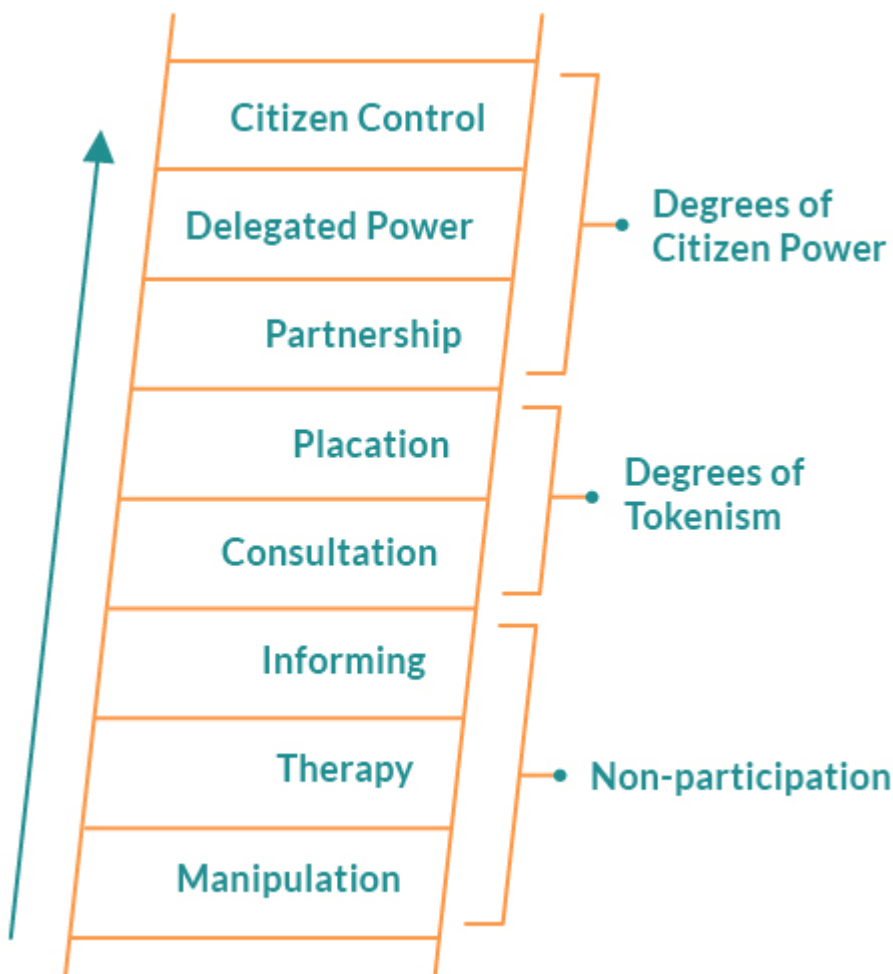 Citizen Control
Delegated Power
Partnership
Placation
Consultation
Informing
Therapy
Manipulation
Degrees of
Citizen Power
Degrees of
Tokenism
Non-participation